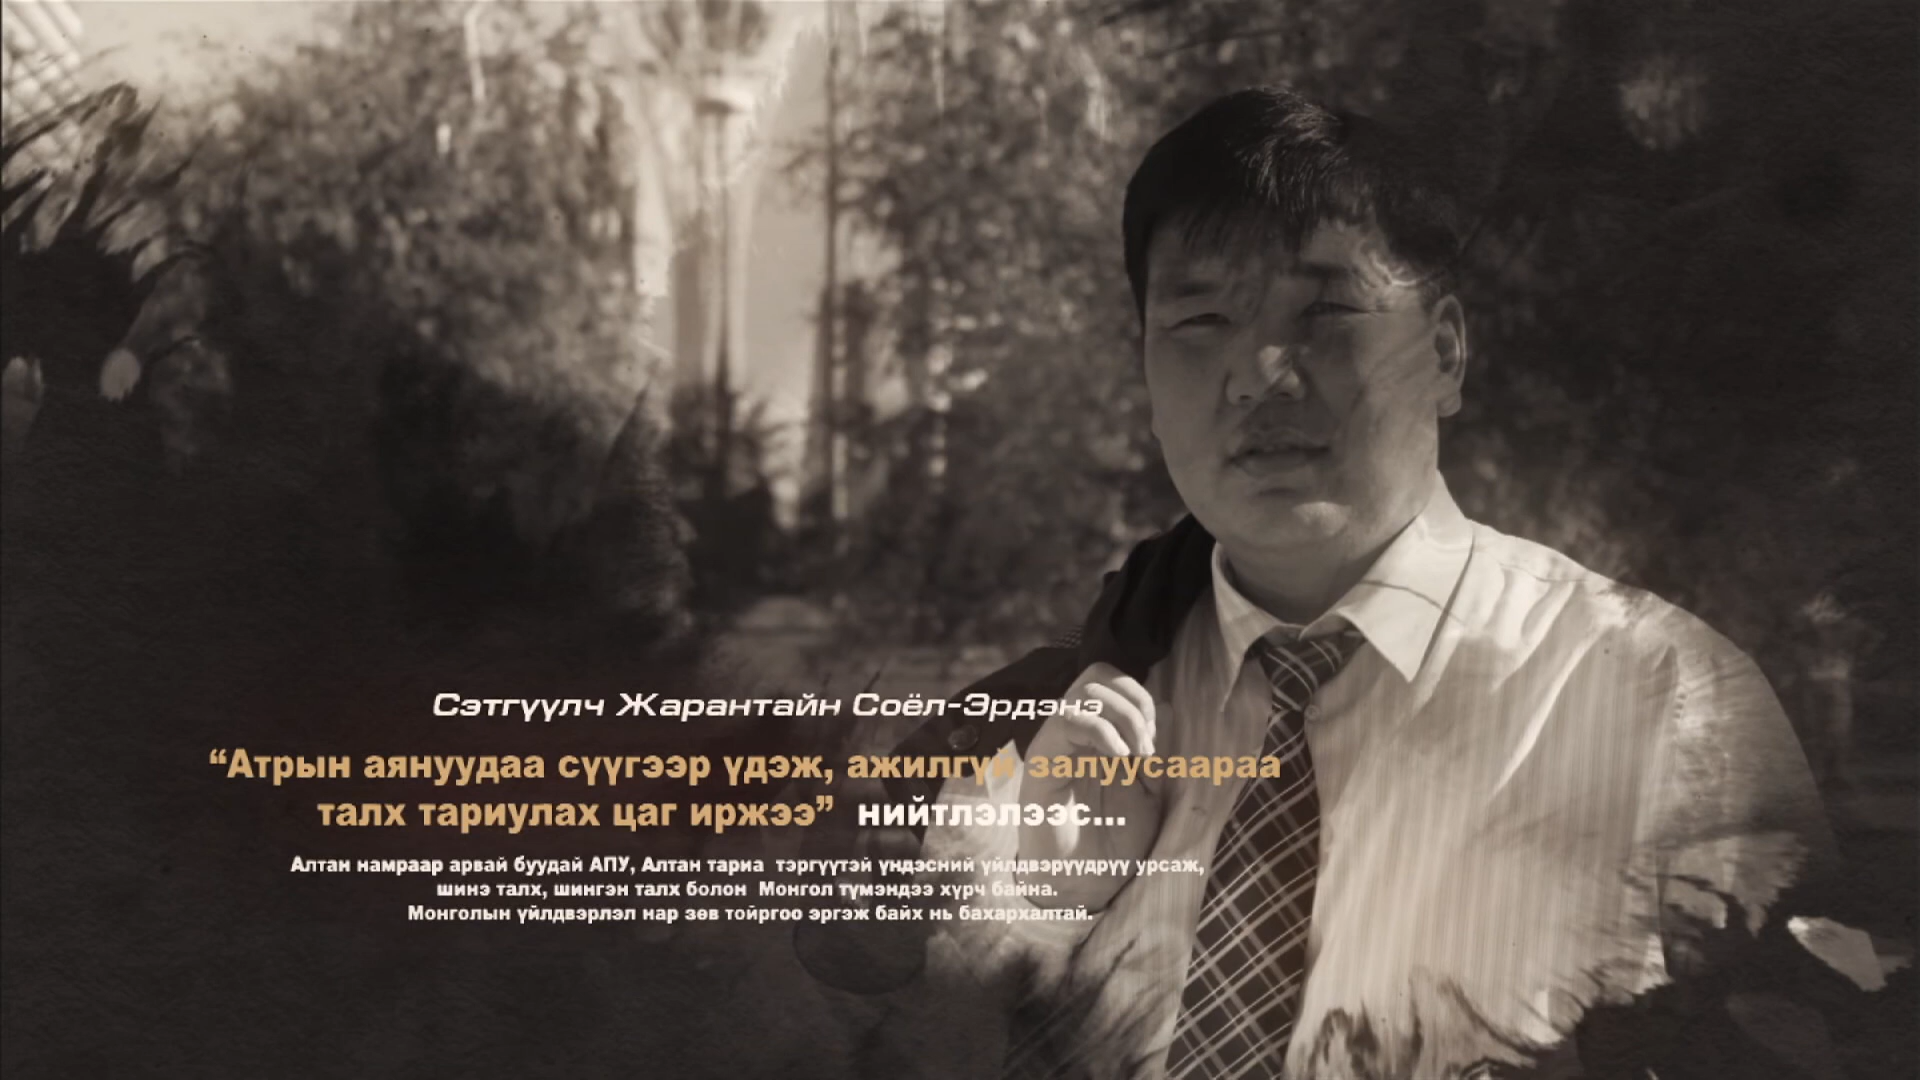 Сэтгүүлч Жарантайн Соёл-Эрдэнэ
“Атрын аянуудаа сүүгээр үдэж, ажилгүй залуусаараа
талх тариулах цаг иржээ” нийтлэлээс...
Алтан намраар арвай буудай АПУ, Алтан тариа тэргүүтэй үндэсний үйлдвэрүүдрүү урсаж,
шинэ талх, шингэн талх болон Монгол түмэндээ хүрч байна.
Монголын үйлдвэрлэл нар зөв тойргоо эргэж байх нь бахархалтай.